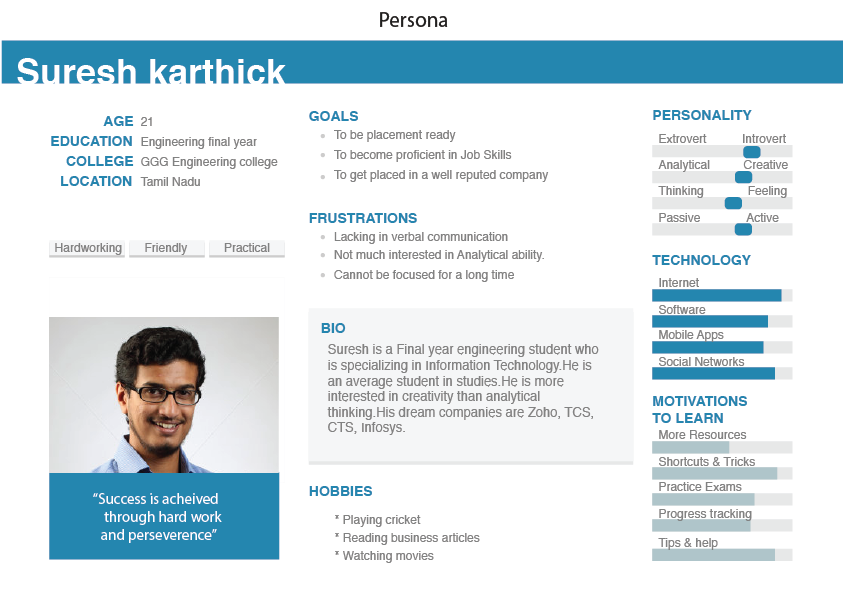 Persona
Suresh karthick
AGE 21
EDUCATION Engineering final year
COLLEGE GGG Engineering college
LOCATION Tamil Nadu
Hardworking Friendly Practical
“Success is acheived
through hard work
and perseverence”
GOALS
To be placement ready
To become proficient in Job Skills
To get placed in a well reputed company
FRUSTRATIONS
Lacking in verbal communication
Not much interested in Analytical ability.
Cannot be focused for a long time
BIO
Suresh is a Final year engineering student who
is specializing in Information Technology.He is
an average student in studies.He is more
interested in creativity than analytical
thinking.His dream companies are Zoho, TCS,
CTS, Infosys.
HOBBIES
* Playing cricket
* Reading business articles
* Watching movies
PERSONALITY
Extrovert Introvert
Analytical Creative
Thinking Feeling
Passive Active
TECHNOLOGY
Internet
Software
Mobile Apps
Social Networks
MOTIVATIONS
TO LEARN
More Resources
Shortcuts & Tricks
Practice Exams
Progress tracking
Tips & help